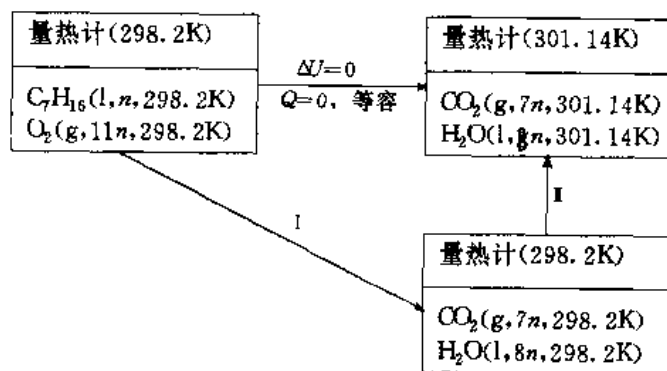 量热计(298.2K)
C₇H₁₆(l,n,298.2K)
O₂(g,11n,298.2K)
ΔU=0
Q=0, 等容
量热计(301.14K)
CO₂(g,7n,301.14K)
H₂O(l,8n,301.14K)
I
II
量热计(298.2K)
CO₂(g,7n,298.2K)
H₂O(l,8n,298.2K)